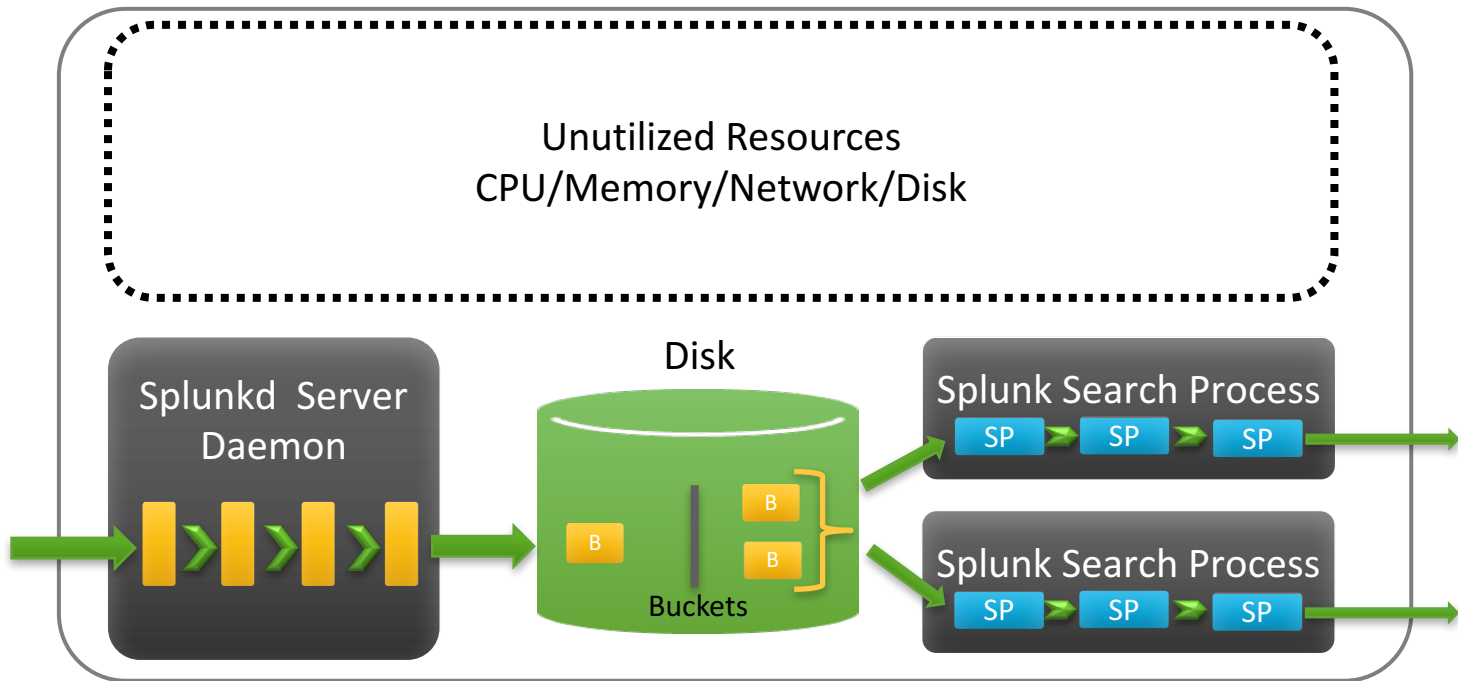 Unutilized Resources
CPU/Memory/Network/Disk
Splunkd Server
Daemon
Disk
B
B
B
Buckets
Splunk Search Process
SP
SP
SP
Splunk Search Process
SP
SP
SP